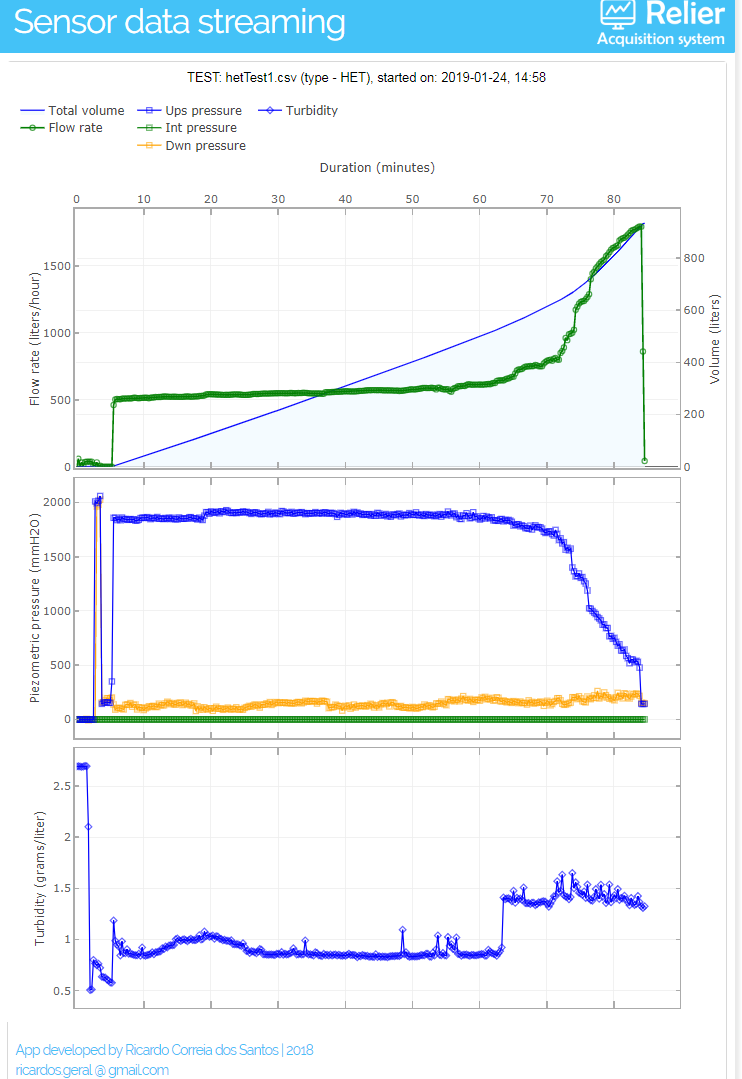 Sensor data streaming
Relier
Acquisition system
TEST: hetTest1.csv (type - HET), started on: 2019-01-24, 14:58
Total volume Ups pressure Turbidity
Flow rate Int pressure
Dwn pressure
Duration (minutes)
0 10 20 30 40 50 60 70 80
Flow rate (liters/hour)
1500
1000
500
0
Volume (liters)
800
600
400
200
0
Piezometric pressure (mmH2O)
2000
1500
1000
500
0
Turbidity (grams/liter)
2.5
2
1.5
1
0.5
App developed by Ricardo Correia dos Santos | 2018
ricardos.geral @ gmail.com